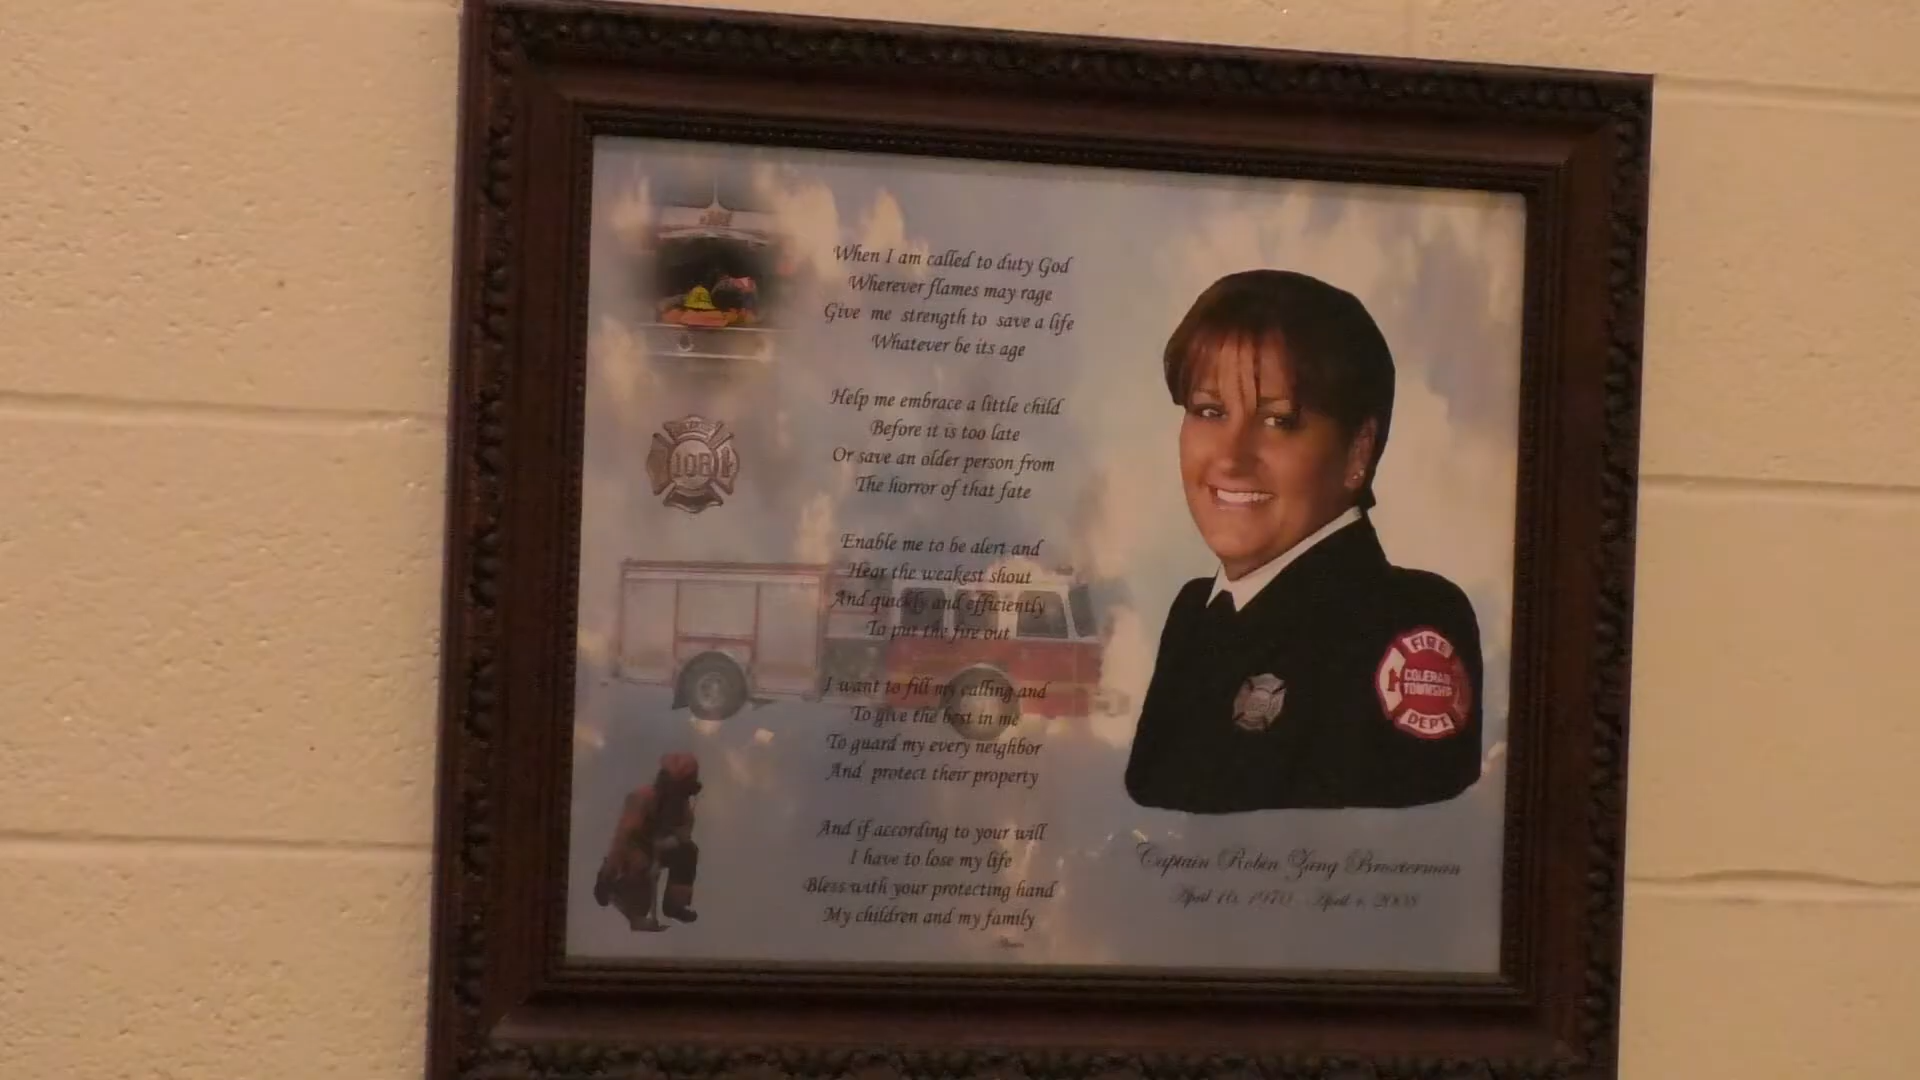 When I am called to duty God
Wherever flames may rage
Give me strength to save a life
Whatever be its age
Help me embrace a little child
Before it is too late
Or save an older person from
The horror of that fate
Enable me to be alert and
Hear the weakest shout
And quickly and efficiently
To put the fire out
I want to fill my calling and
To give the best in me
To guard my every neighbor
And protect their property
And if according to your will
I have to lose my life
Bless with your protecting hand
My children and my family
108
FIRE
COLERAIN
TOWNSHIP
DEPT
Captain Robin Zang Broxterman
April 4, 2008